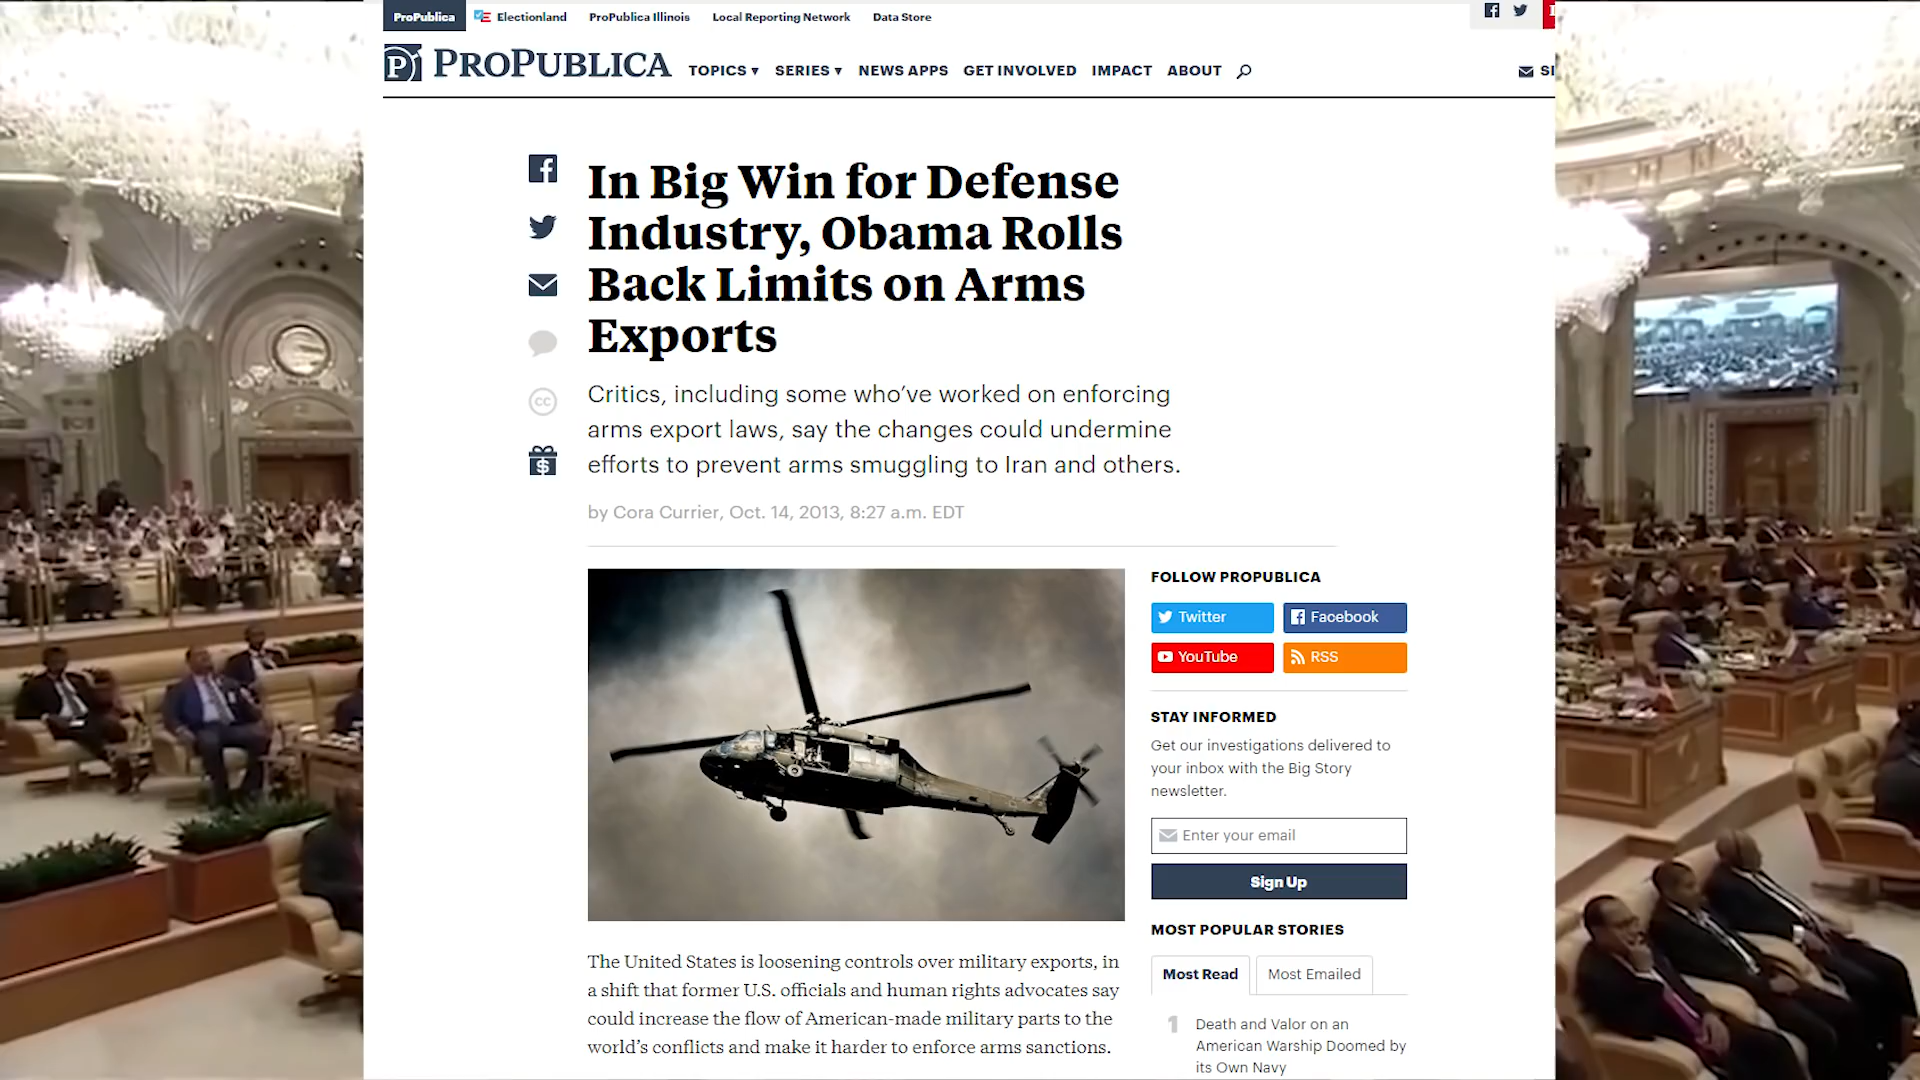 ProPublica Electionland ProPublica Illinois Local Reporting Network Data Store
PROPUBLICA TOPICS ▾ SERIES ▾ NEWS APPS GET INVOLVED IMPACT ABOUT
In Big Win for Defense
Industry, Obama Rolls
Back Limits on Arms
Exports
Critics, including some who’ve worked on enforcing
arms export laws, say the changes could undermine
efforts to prevent arms smuggling to Iran and others.
by Cora Currier, Oct. 14, 2013, 8:27 a.m. EDT
The United States is loosening controls over military exports, in
a shift that former U.S. officials and human rights advocates say
could increase the flow of American-made military parts to the
world’s conflicts and make it harder to enforce arms sanctions.
FOLLOW PROPUBLICA
Twitter Facebook
YouTube RSS
STAY INFORMED
Get our investigations delivered to
your inbox with the Big Story
newsletter.
Enter your email
Sign Up
MOST POPULAR STORIES
Most Read Most Emailed
1 Death and Valor on an
American Warship Doomed by
its Own Navy